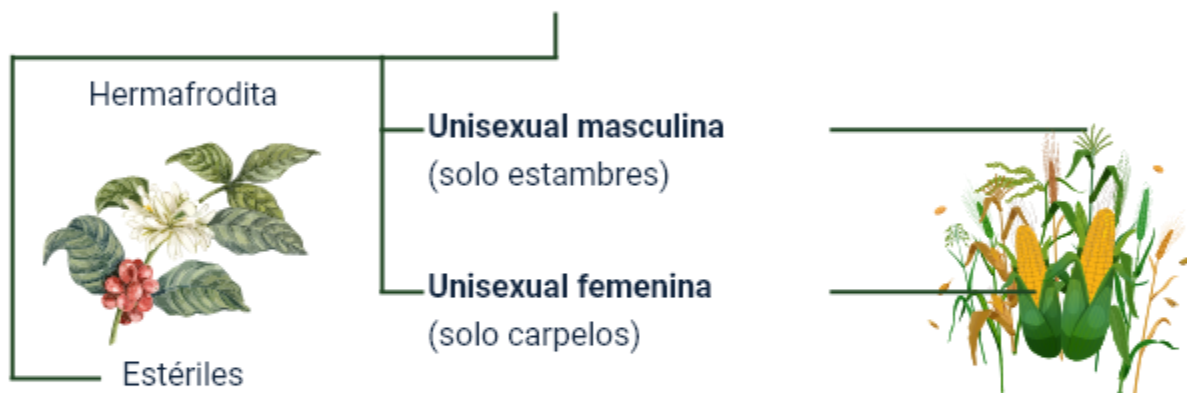 Hermafrodita
Unisexual masculina
(solo estambres)
Unisexual femenina
(solo carpelos)
Estériles